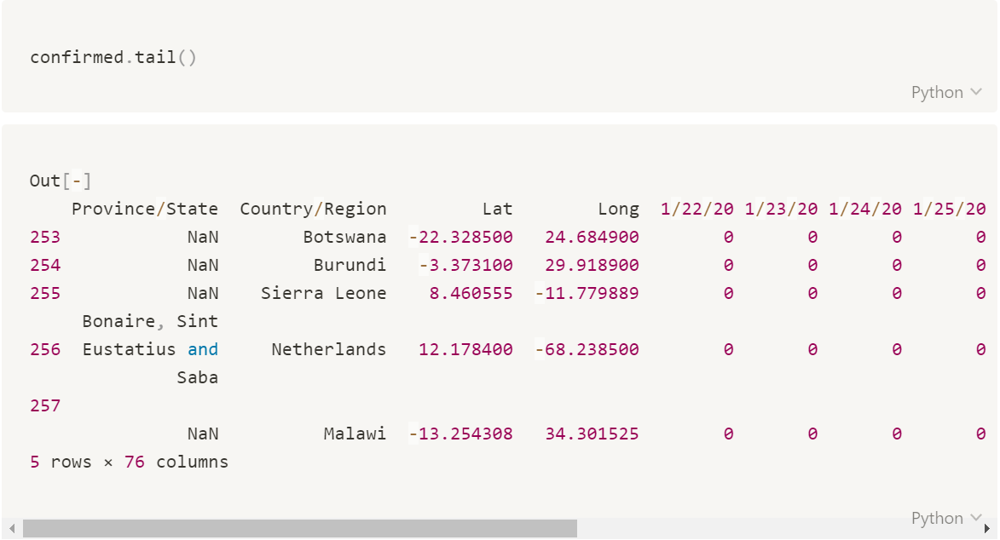 confirmed.tail()
Python
Out[-]
Province/State Country/Region Lat Long 1/22/20 1/23/20 1/24/20 1/25/20
253 NaN Botswana -22.328500 24.684900 0 0 0 0
254 NaN Burundi -3.373100 29.918900 0 0 0 0
255 NaN Sierra Leone 8.460555 -11.779889 0 0 0 0
Bonaire, Sint
256 Eustatius and Netherlands 12.178400 -68.238500 0 0 0 0
Saba
257
NaN Malawi -13.254308 34.301525 0 0 0 0
5 rows × 76 columns
Python